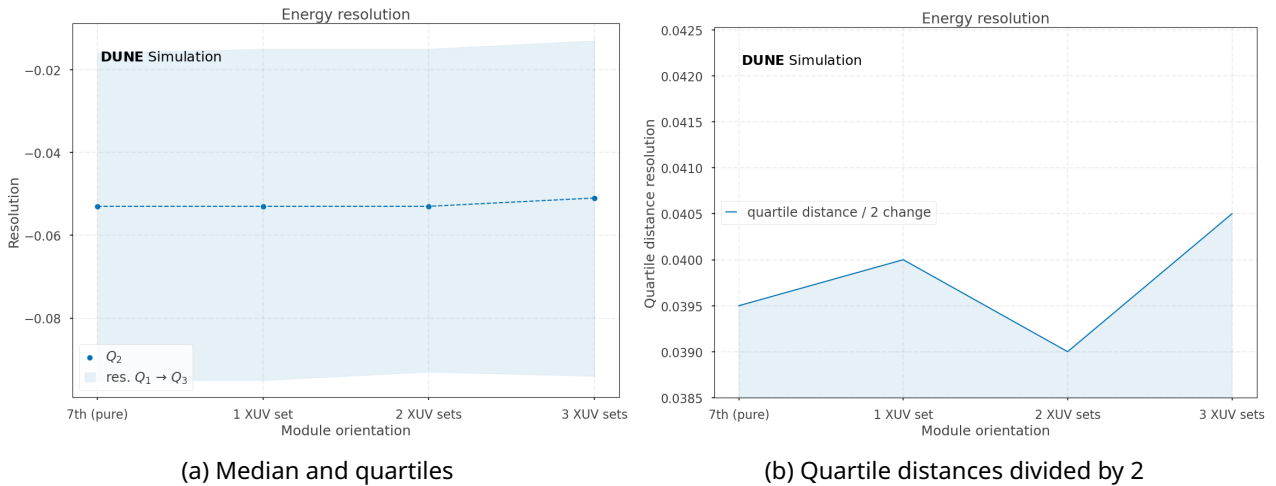 Energy resolution
DUNE Simulation
−0.02
−0.04
−0.06
−0.08
Resolution
Q2
res. Q1 → Q3
7th (pure)
1 XUV set
2 XUV sets
3 XUV sets
Module orientation
(a) Median and quartiles
Energy resolution
DUNE Simulation
0.0425
0.0420
0.0415
0.0410
0.0405
0.0400
0.0395
0.0390
0.0385
Quartile distance resolution
quartile distance / 2 change
7th (pure)
1 XUV set
2 XUV sets
3 XUV sets
Module orientation
(b) Quartile distances divided by 2